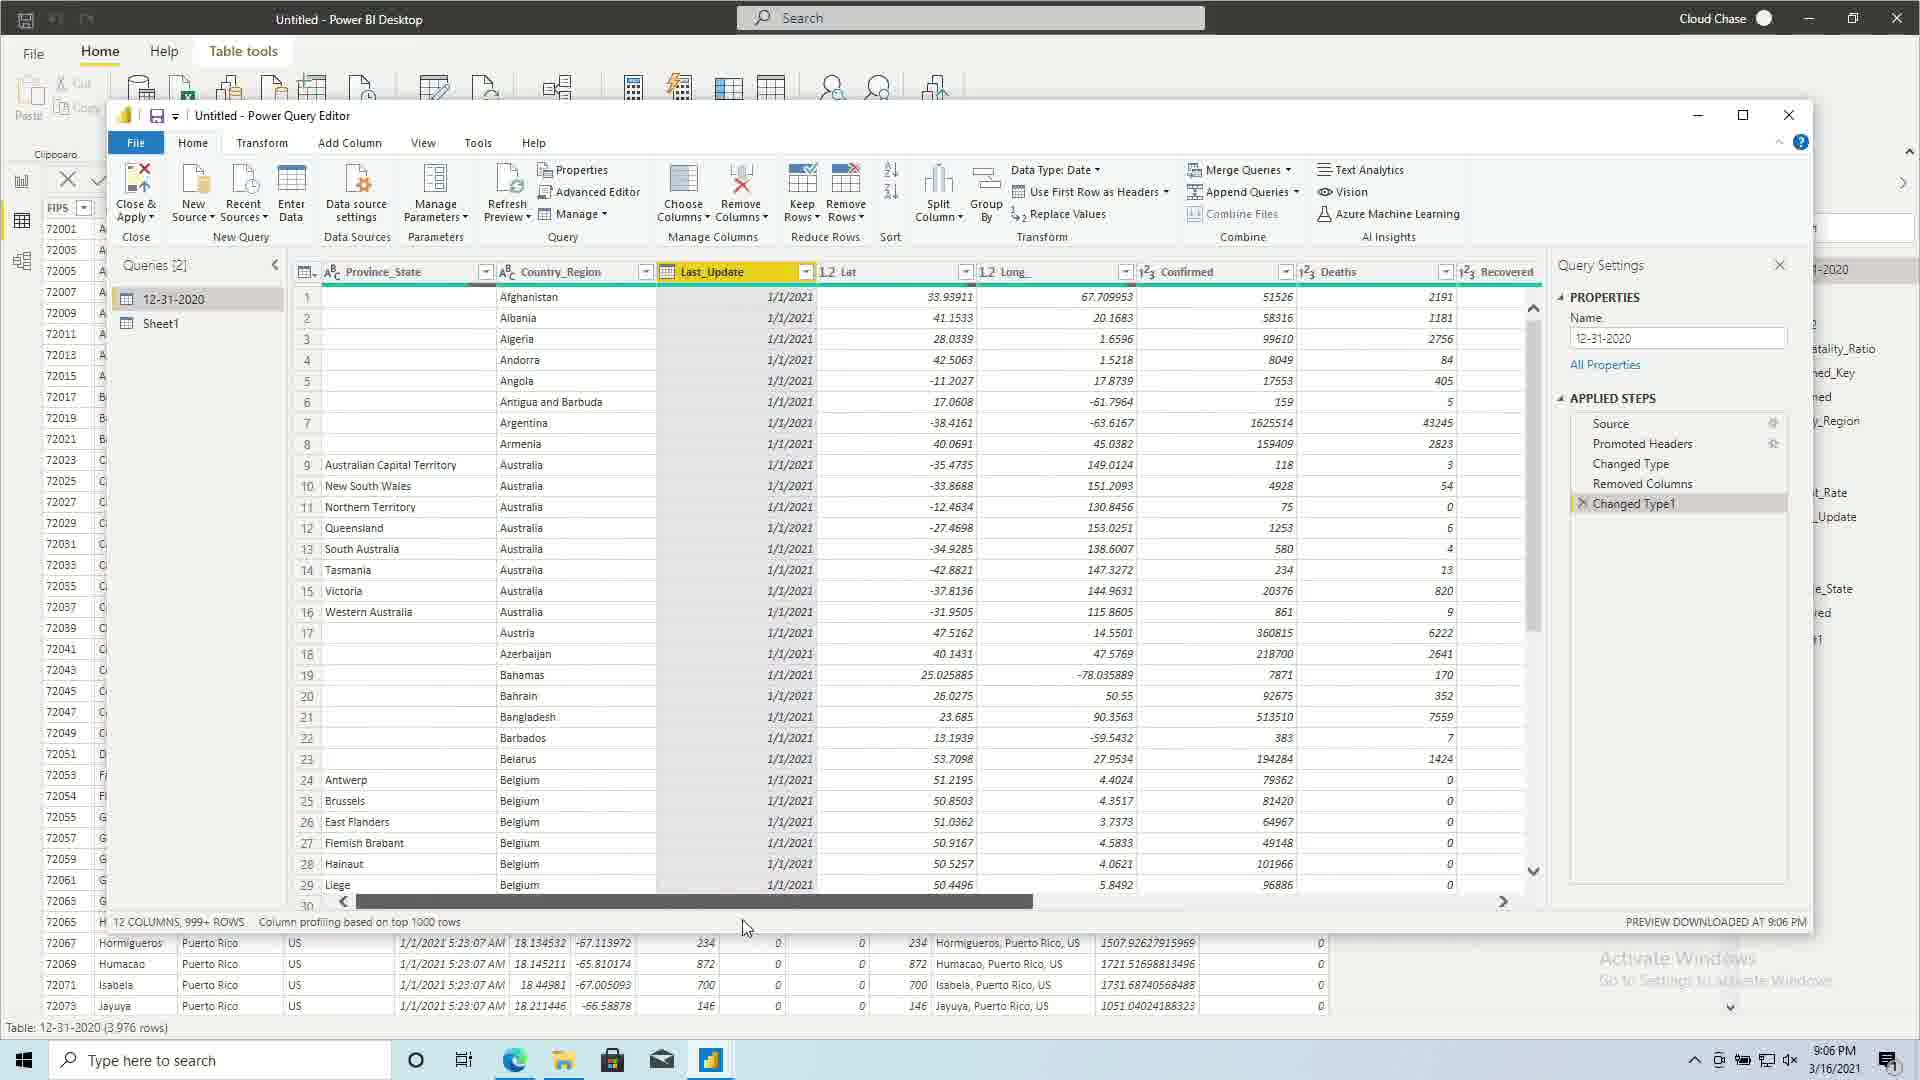 Untitled - Power BI Desktop
Search
Cloud Chase
File
Home
Help
Table tools
Cut
Copy
Paste
Clipboard
Untitled - Power Query Editor
File
Home
Transform
Add Column
View
Tools
Help
Close & Apply
New Source
Recent Sources
Enter Data
Data source settings
Manage Parameters
Refresh Preview
Properties
Advanced Editor
Manage
Choose Columns
Remove Columns
Keep Rows
Remove Rows
Split Column
Group By
Data Type: Date
Use First Row as Headers
Replace Values
Merge Queries
Append Queries
Combine Files
Text Analytics
Vision
Azure Machine Learning
Close
New Query
Data Sources
Parameters
Query
Manage Columns
Reduce Rows
Sort
Transform
Combine
AI Insights
Queries [2]
12-31-2020
Sheet1
Province_State Country_Region Last_Update 1.2 Lat 1.2 Long_ 123 Confirmed 123 Deaths 123 Recovered
1 Afghanistan 1/1/2021 33.93911 67.709953 51526 2191
2 Albania 1/1/2021 41.1533 20.1683 58316 1181
3 Algeria 1/1/2021 28.0339 1.6596 99610 2756
4 Andorra 1/1/2021 42.5063 1.5218 8049 84
5 Angola 1/1/2021 -11.2027 17.8739 17553 405
6 Antigua and Barbuda 1/1/2021 17.0608 -61.7964 159 5
7 Argentina 1/1/2021 -38.4161 -63.6167 1625514 43245
8 Armenia 1/1/2021 40.0691 45.0382 159409 2823
9 Australian Capital Territory Australia 1/1/2021 -35.4735 149.0124 118 3
10 New South Wales Australia 1/1/2021 -33.8688 151.2093 4928 54
11 Northern Territory Australia 1/1/2021 -12.4634 130.8456 75 0
12 Queensland Australia 1/1/2021 -27.4698 153.0251 1253 6
13 South Australia Australia 1/1/2021 -34.9285 138.6007 580 4
14 Tasmania Australia 1/1/2021 -42.8821 147.3272 234 13
15 Victoria Australia 1/1/2021 -37.8136 144.9631 20376 820
16 Western Australia Australia 1/1/2021 -31.9505 115.8605 861 9
17 Austria 1/1/2021 47.5162 14.5501 360815 6222
18 Azerbaijan 1/1/2021 40.1431 47.5769 218700 2641
19 Bahamas 1/1/2021 25.025885 -78.035889 7871 170
20 Bahrain 1/1/2021 26.0275 50.55 92675 352
21 Bangladesh 1/1/2021 23.685 90.3563 513510 7559
22 Barbados 1/1/2021 13.1939 -59.5432 383 7
23 Belarus 1/1/2021 53.7098 27.9534 194284 1424
24 Antwerp Belgium 1/1/2021 51.2195 4.4024 79362 0
25 Brussels Belgium 1/1/2021 50.8503 4.3517 81420 0
26 East Flanders Belgium 1/1/2021 51.0362 3.7373 64967 0
27 Flemish Brabant Belgium 1/1/2021 50.9167 4.5833 49148 0
28 Hainaut Belgium 1/1/2021 50.5257 4.0621 101966 0
29 Liege Belgium 1/1/2021 50.4496 5.8492 96886 0
30
12 COLUMNS, 999+ ROWS Column profiling based on top 1000 rows
PREVIEW DOWNLOADED AT 9:06 PM
Query Settings
PROPERTIES
Name
12-31-2020
All Properties
APPLIED STEPS
Source
Promoted Headers
Changed Type
Removed Columns
Changed Type1
FIPS
72001
72003
72005
72007
72009
72011
72013
72015
72017
72019
72021
72023
72025
72027
72029
72031
72033
72035
72037
72039
72041
72043
72045
72047
72049
72051
72053
72054
72055
72057
72059
72061
72063
72065
72067 Hormigueros Puerto Rico US 1/1/2021 5:23:07 AM 18.134532 -67.113972 234 0 0 234 Hormigueros, Puerto Rico, US 1507.92627915969 0
72069 Humacao Puerto Rico US 1/1/2021 5:23:07 AM 18.145211 -65.810174 872 0 0 872 Humacao, Puerto Rico, US 1721.51698813496 0
72071 Isabela Puerto Rico US 1/1/2021 5:23:07 AM 18.44981 -67.005093 700 0 0 700 Isabela, Puerto Rico, US 1731.68740568488 0
72073 Jayuya Puerto Rico US 1/1/2021 5:23:07 AM 18.211446 -66.58878 146 0 0 146 Jayuya, Puerto Rico, US 1051.04024188323 0
Table: 12-31-2020 (3,976 rows)
Activate Windows
Go to Settings to activate Windows.
Type here to search
9:06 PM
3/16/2021